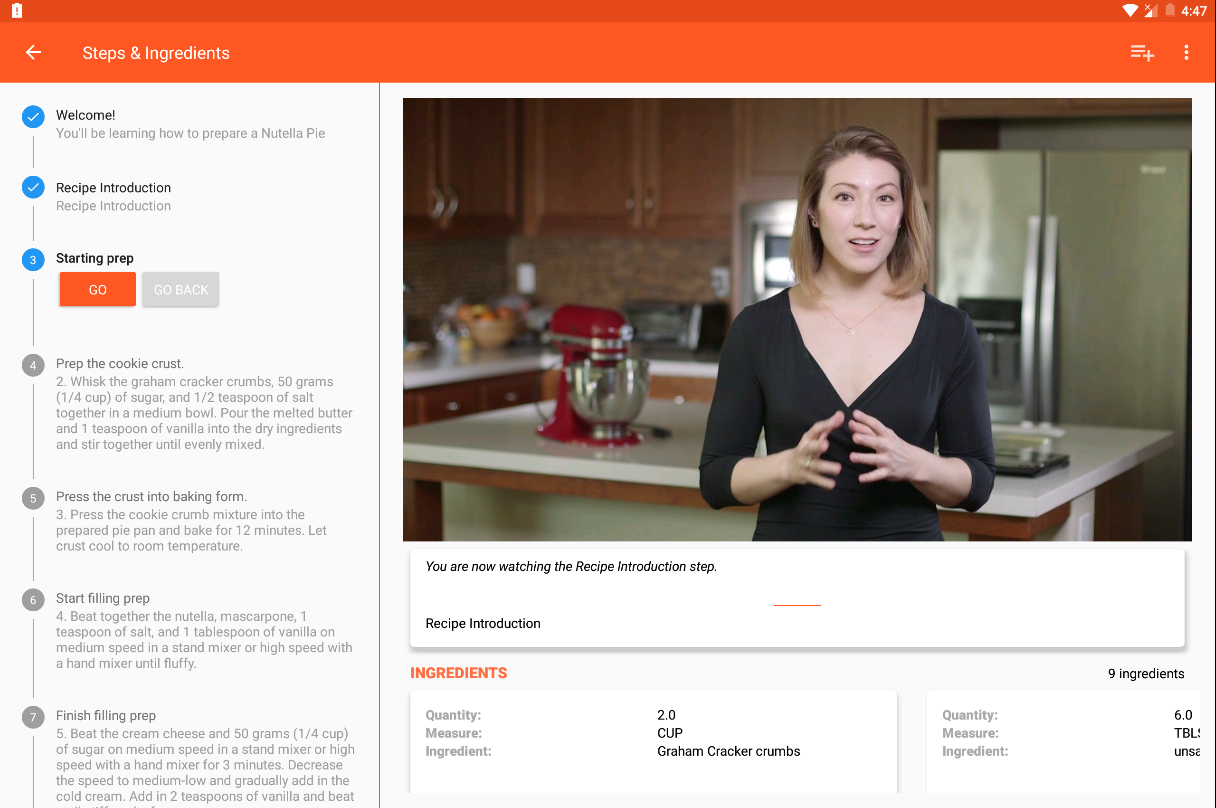 4:47
Steps & Ingredients
Welcome!
You'll be learning how to prepare a Nutella Pie
Recipe Introduction
Recipe Introduction
3 Starting prep
GO GO BACK
4 Prep the cookie crust.
2. Whisk the graham cracker crumbs, 50 grams
(1/4 cup) of sugar, and 1/2 teaspoon of salt
together in a medium bowl. Pour the melted butter
and 1 teaspoon of vanilla into the dry ingredients
and stir together until evenly mixed.
5 Press the crust into baking form.
3. Press the cookie crumb mixture into the
prepared pie pan and bake for 12 minutes. Let
crust cool to room temperature.
6 Start filling prep
4. Beat together the nutella, mascarpone, 1
teaspoon of salt, and 1 tablespoon of vanilla on
medium speed in a stand mixer or high speed with
a hand mixer until fluffy.
7 Finish filling prep
5. Beat the cream cheese and 50 grams (1/4 cup)
of sugar on medium speed in a stand mixer or high
speed with a hand mixer for 3 minutes. Decrease
the speed to medium-low and gradually add in the
cold cream. Add in 2 teaspoons of vanilla and beat
You are now watching the Recipe Introduction step.
Recipe Introduction
INGREDIENTS
9 ingredients
Quantity: 2.0
Measure: CUP
Ingredient: Graham Cracker crumbs
Quantity: 6.0
Measure: TBLS
Ingredient: unsa